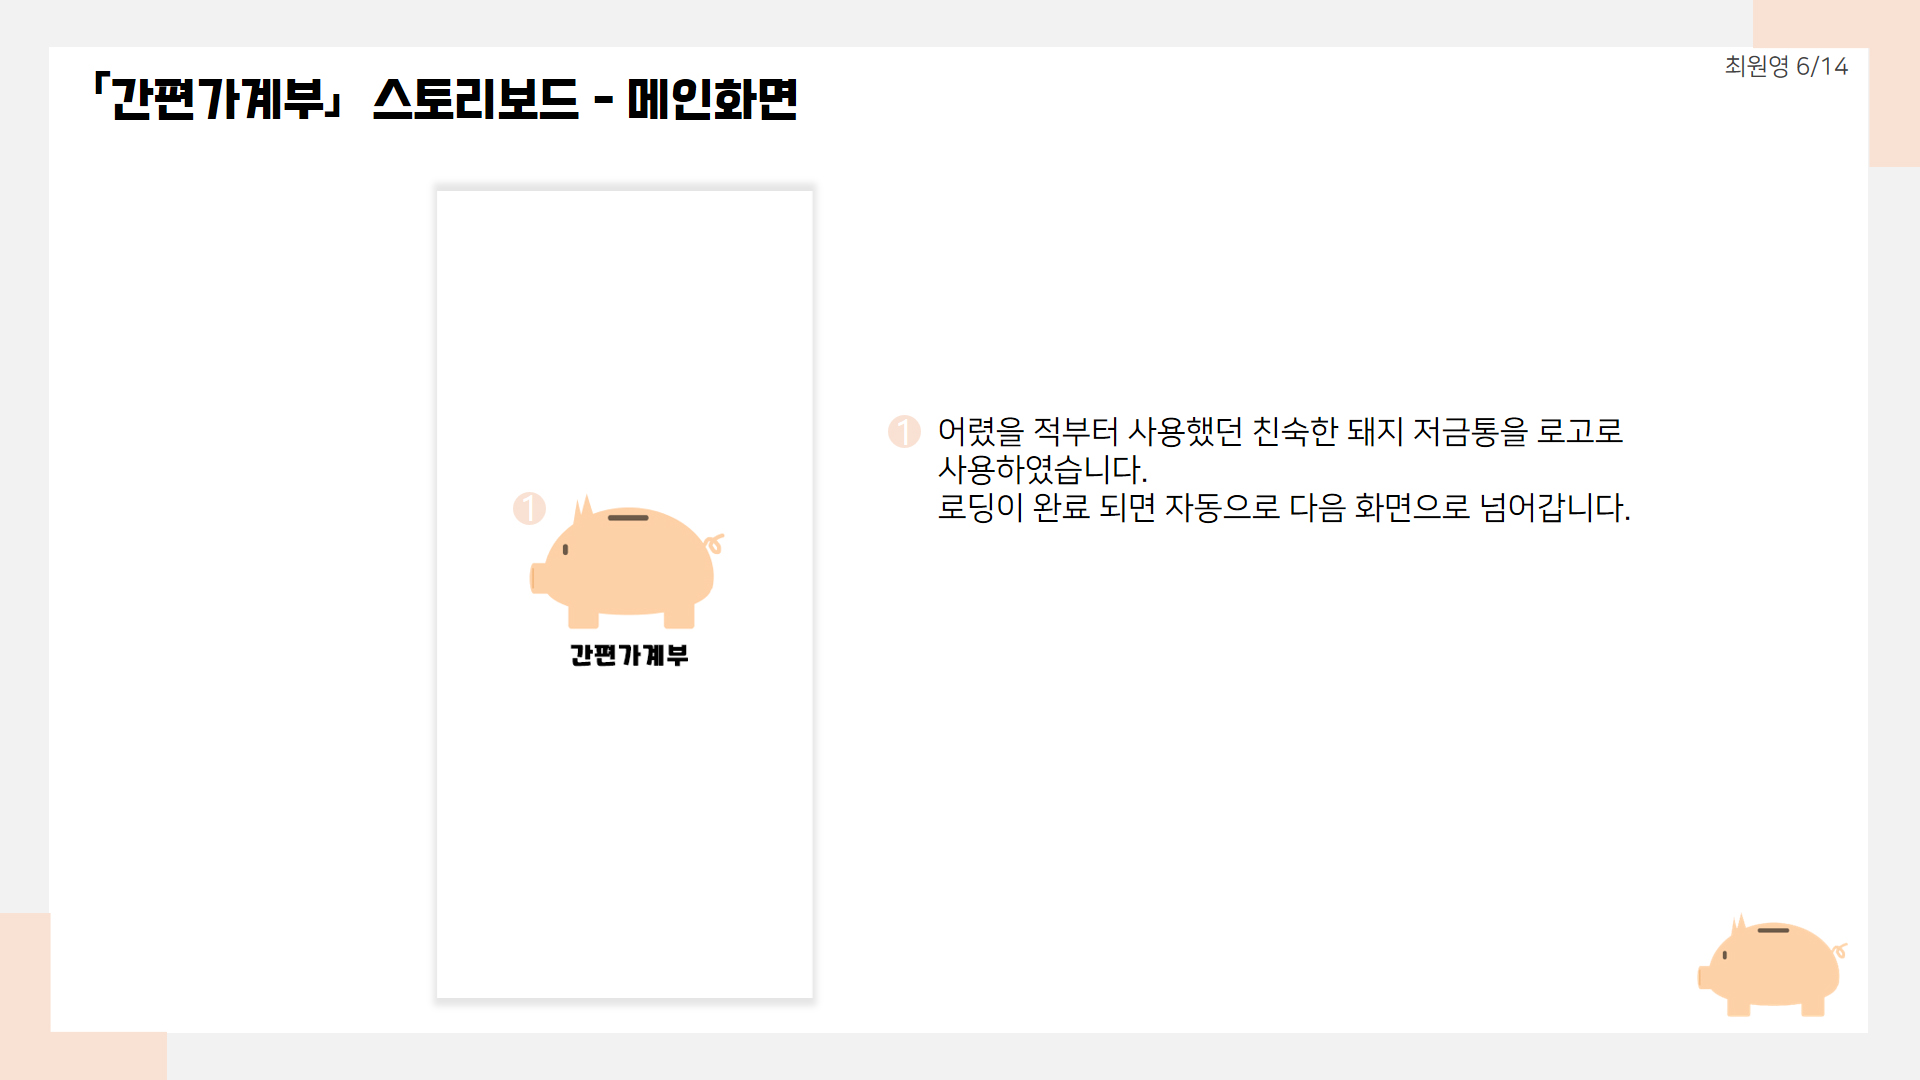 「간편가계부」 스토리보드 - 메인화면
최원영 6/14
1
간편가계부
1 어렸을 적부터 사용했던 친숙한 돼지 저금통을 로고로
사용하였습니다.
로딩이 완료 되면 자동으로 다음 화면으로 넘어갑니다.